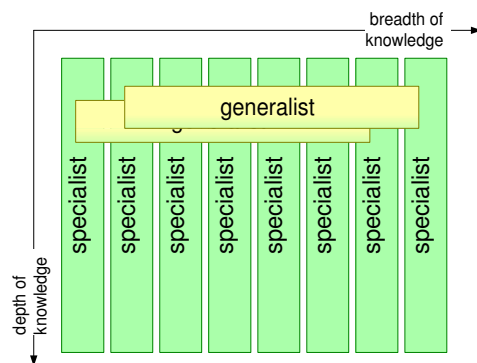 breadth of
knowledge
generalist
specialist
specialist
specialist
specialist
specialist
specialist
specialist
specialist
depth of
knowledge